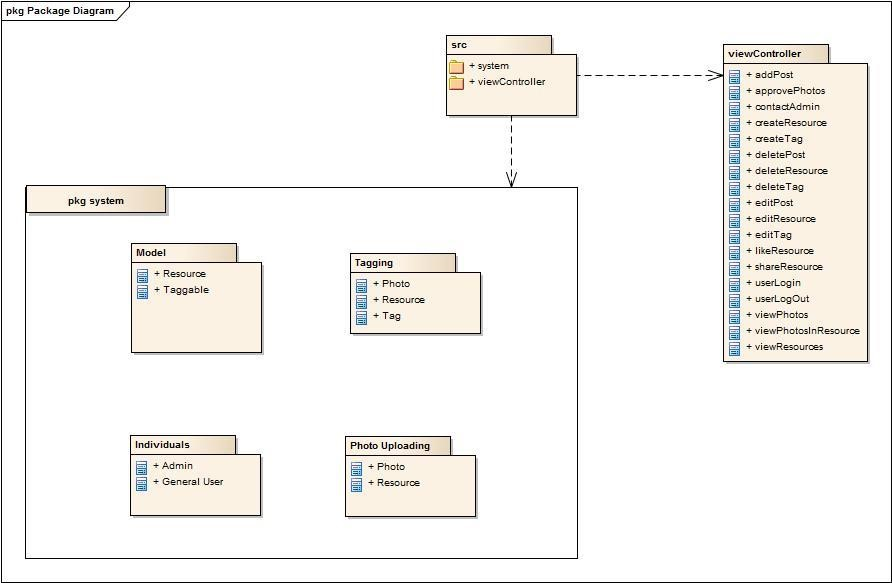 pkg Package Diagram
src
+ system
+ viewController
viewController
+ addPost
+ approvePhotos
+ contactAdmin
+ createResource
+ createTag
+ deletePost
+ deleteResource
+ deleteTag
+ editPost
+ editResource
+ editTag
+ likeResource
+ shareResource
+ userLogin
+ userLogOut
+ viewPhotos
+ viewPhotosInResource
+ viewResources
pkg system
Model
+ Resource
+ Taggable
Tagging
+ Photo
+ Resource
+ Tag
Individuals
+ Admin
+ General User
Photo Uploading
+ Photo
+ Resource